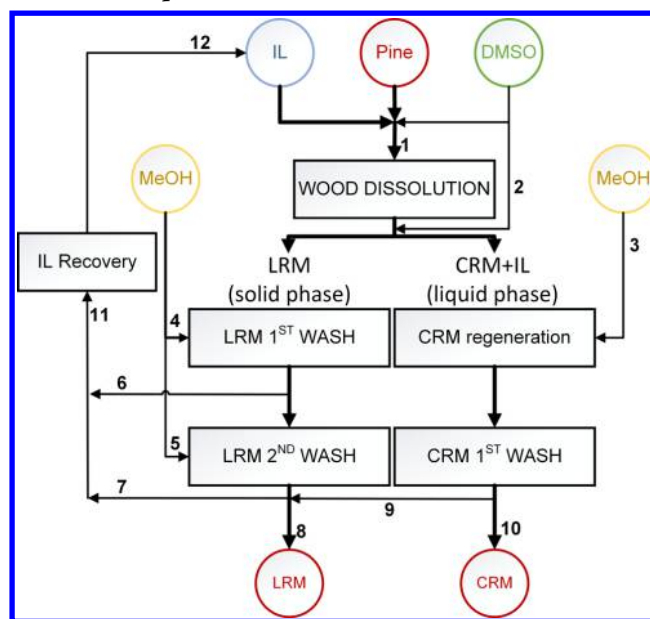 12
IL
Pine
DMSO
1
MeOH
WOOD DISSOLUTION
2
MeOH
IL Recovery
3
LRM
(solid phase)
CRM+IL
(liquid phase)
11
4
LRM 1ST WASH
CRM regeneration
6
5
LRM 2ND WASH
CRM 1ST WASH
7
9
8
10
LRM
CRM